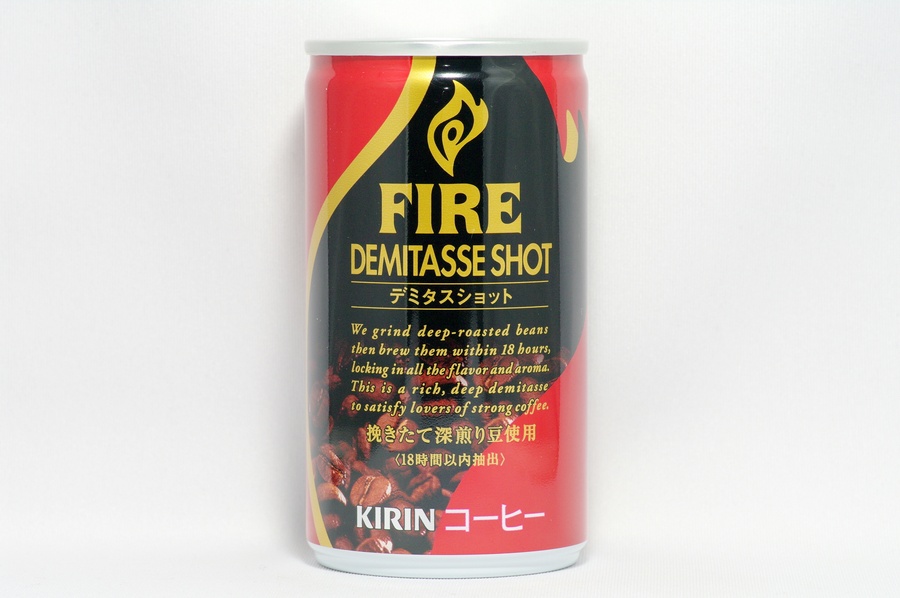 FIRE
DEMITASSE SHOT
デミタスショット
We grind deep-roasted beans
then brew them within 18 hours,
locking in all the flavor and aroma.
This is a rich, deep demitasse
to satisfy lovers of strong coffee.
挽きたて深煎り豆使用
〈18時間以内抽出〉
KIRIN コーヒー